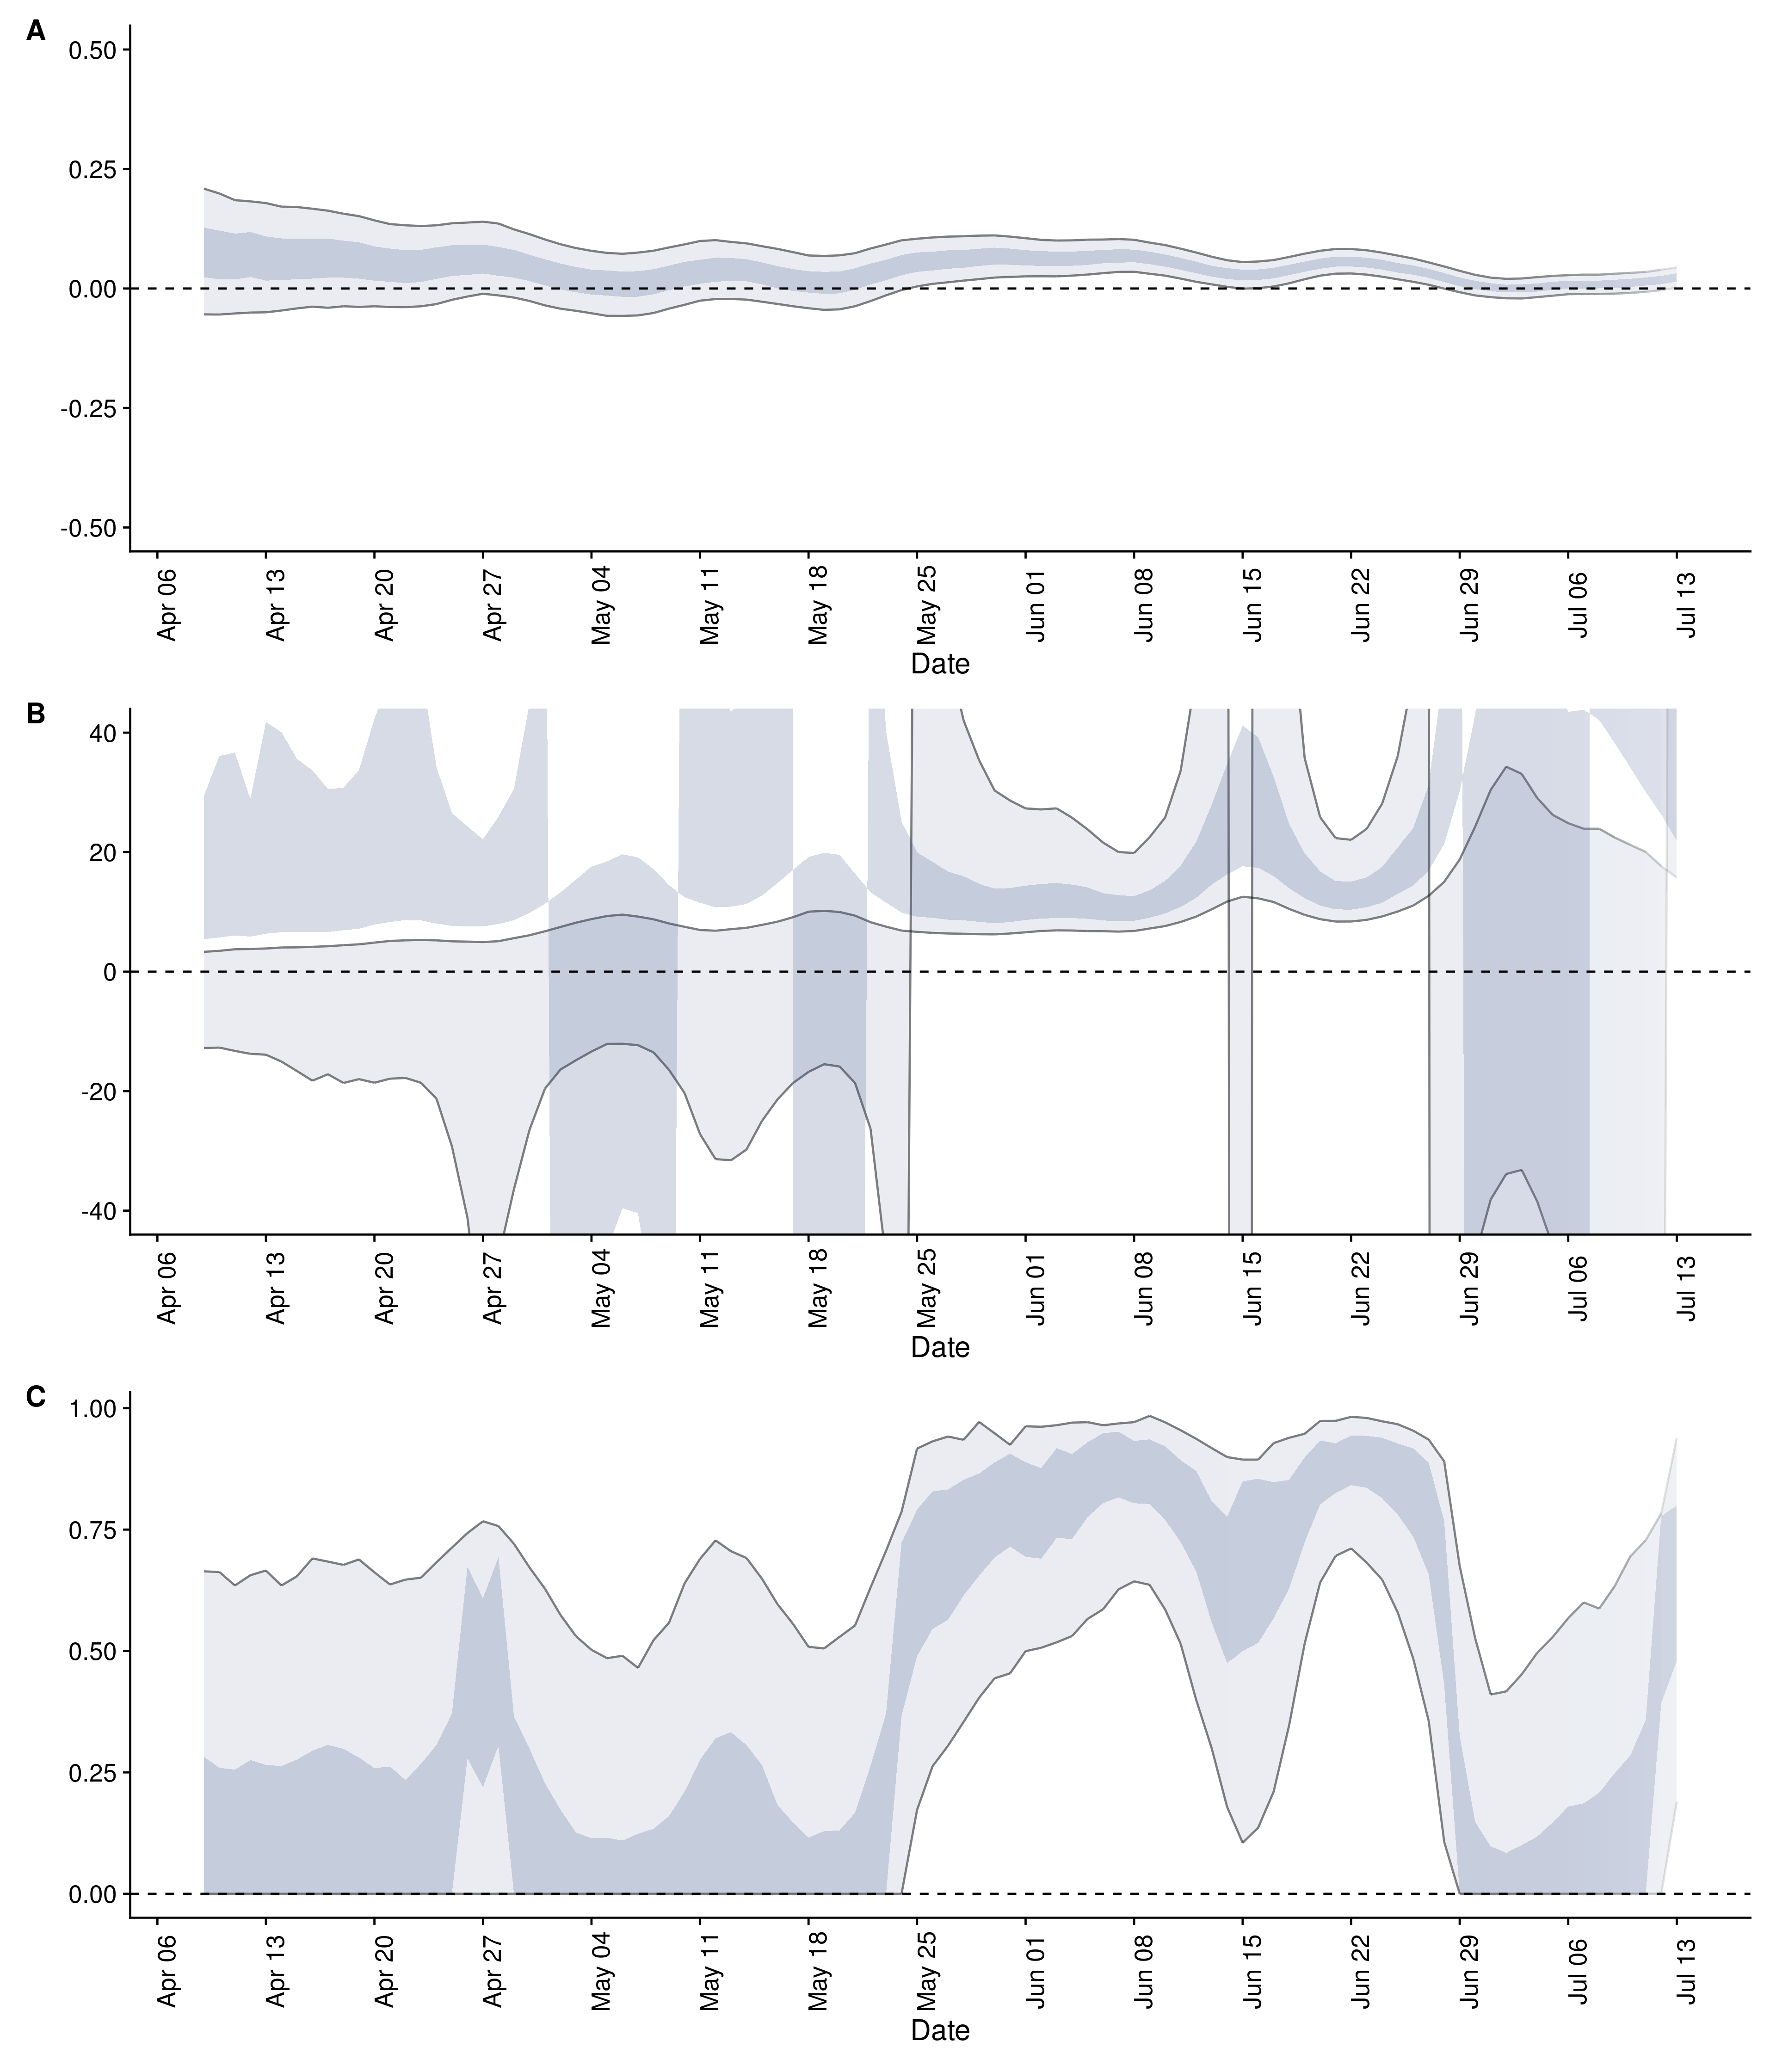 A
0.50
0.25
0.00
-0.25
-0.50
Apr 06
Apr 13
Apr 20
Apr 27
May 04
May 11
May 18
May 25
Jun 01
Jun 08
Jun 15
Jun 22
Jun 29
Jul 06
Jul 13
Date
B
40
20
0
-20
-40
Apr 06
Apr 13
Apr 20
Apr 27
May 04
May 11
May 18
May 25
Jun 01
Jun 08
Jun 15
Jun 22
Jun 29
Jul 06
Jul 13
Date
C
1.00
0.75
0.50
0.25
0.00
Apr 06
Apr 13
Apr 20
Apr 27
May 04
May 11
May 18
May 25
Jun 01
Jun 08
Jun 15
Jun 22
Jun 29
Jul 06
Jul 13
Date